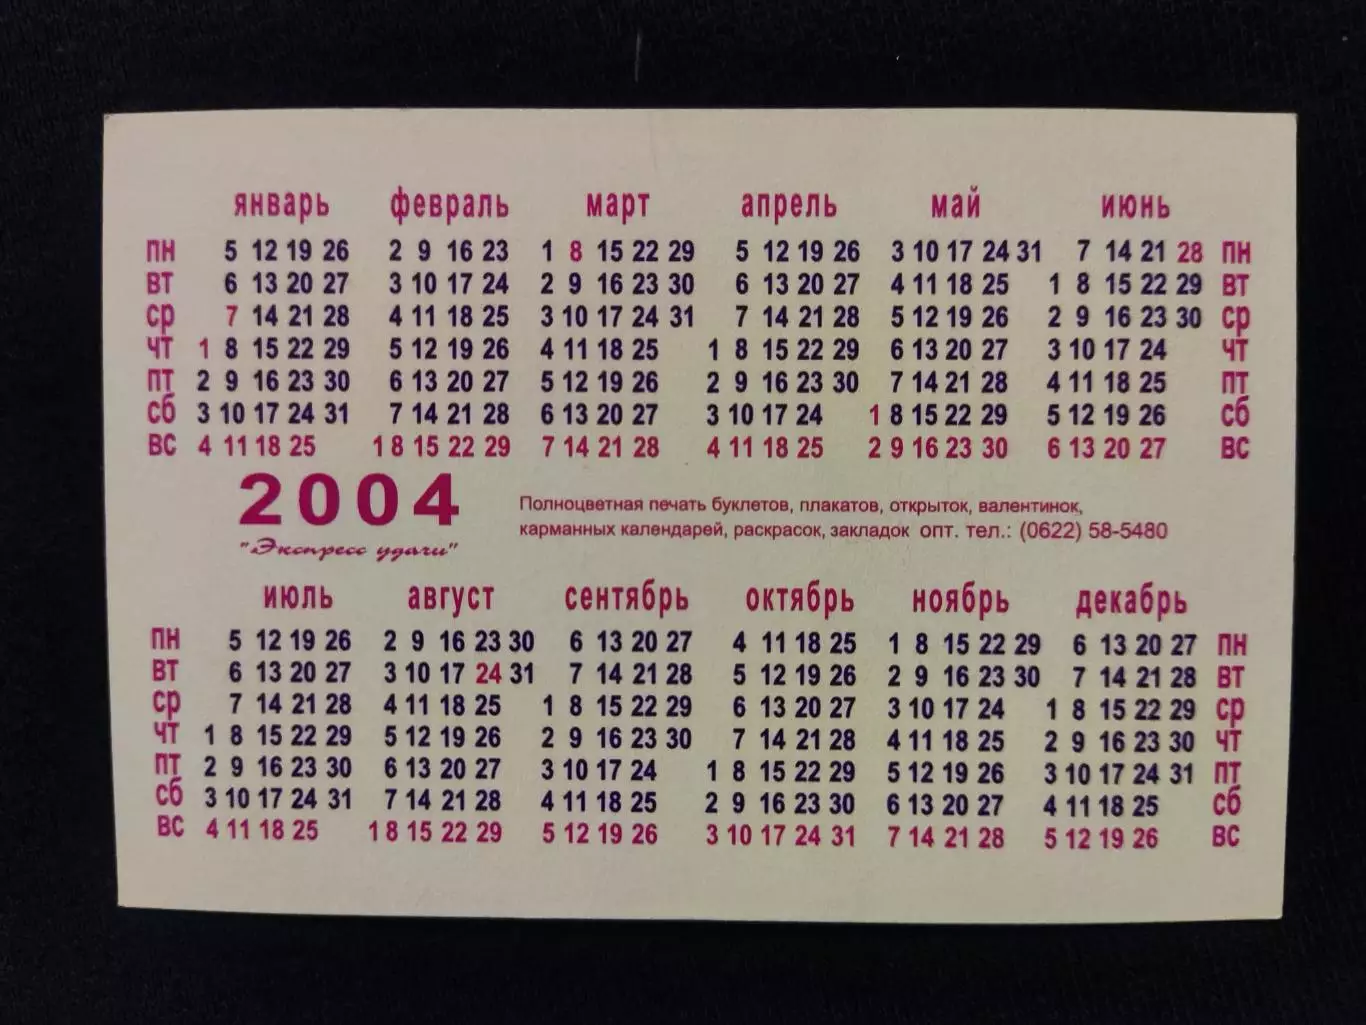 январь февраль март апрель май июнь
ПН 5 12 19 26 2 9 16 23 1 8 15 22 29 5 12 19 26 3 10 17 24 31 7 14 21 28 ПН
ВТ 6 13 20 27 3 10 17 24 2 9 16 23 30 6 13 20 27 4 11 18 25 1 8 15 22 29 ВТ
СР 7 14 21 28 4 11 18 25 3 10 17 24 31 7 14 21 28 5 12 19 26 2 9 16 23 30 СР
ЧТ 1 8 15 22 29 5 12 19 26 4 11 18 25 1 8 15 22 29 6 13 20 27 3 10 17 24 ЧТ
ПТ 2 9 16 23 30 6 13 20 27 5 12 19 26 2 9 16 23 30 7 14 21 28 4 11 18 25 ПТ
СБ 3 10 17 24 31 7 14 21 28 6 13 20 27 3 10 17 24 1 8 15 22 29 5 12 19 26 СБ
ВС 4 11 18 25 1 8 15 22 29 7 14 21 28 4 11 18 25 2 9 16 23 30 6 13 20 27 ВС
2004
"Экспресс удачи"
Полноцветная печать буклетов, плакатов, открыток, валентинок,
карманных календарей, раскрасок, закладок опт. тел.: (0622) 58-5480
июль август сентябрь октябрь ноябрь декабрь
ПН 5 12 19 26 2 9 16 23 30 6 13 20 27 4 11 18 25 1 8 15 22 29 6 13 20 27 ПН
ВТ 6 13 20 27 3 10 17 24 31 7 14 21 28 5 12 19 26 2 9 16 23 30 7 14 21 28 ВТ
СР 7 14 21 28 4 11 18 25 1 8 15 22 29 6 13 20 27 3 10 17 24 1 8 15 22 29 СР
ЧТ 1 8 15 22 29 5 12 19 26 2 9 16 23 30 7 14 21 28 4 11 18 25 2 9 16 23 30 ЧТ
ПТ 2 9 16 23 30 6 13 20 27 3 10 17 24 1 8 15 22 29 5 12 19 26 3 10 17 24 31 ПТ
СБ 3 10 17 24 31 7 14 21 28 4 11 18 25 2 9 16 23 30 6 13 20 27 4 11 18 25 СБ
ВС 4 11 18 25 1 8 15 22 29 5 12 19 26 3 10 17 24 31 7 14 21 28 5 12 19 26 ВС